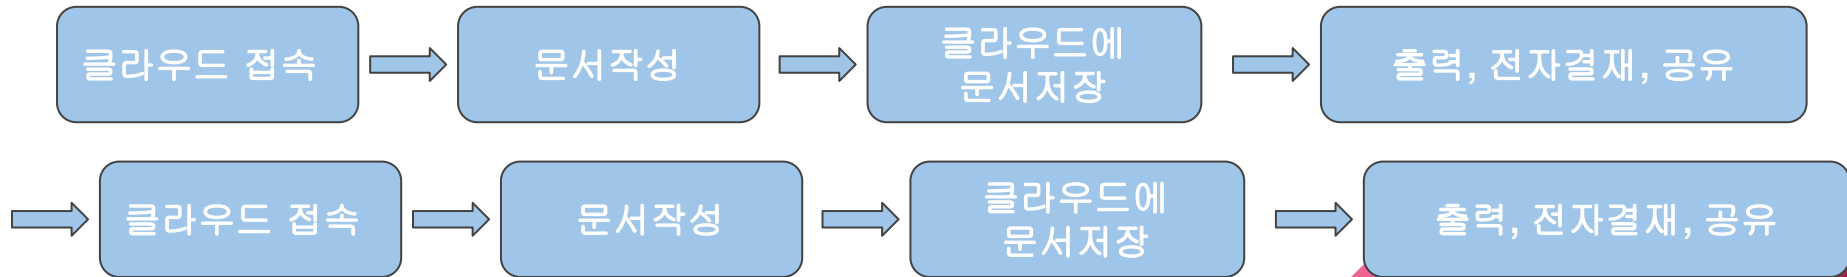 클라우드 접속
문서작성
클라우드에
문서저장
출력, 전자결재, 공유
클라우드 접속
문서작성
클라우드에
문서저장
출력, 전자결재, 공유